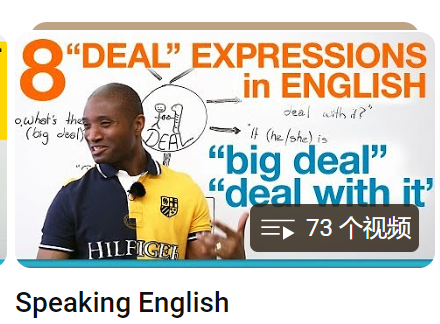 8 “DEAL” EXPRESSIONS
in ENGLISH
what's the
(big deal)
DEAL
deal with it?"
"If (he/she) is
“big deal”
“deal with it”
HILFIGER
73 个视频
Speaking English